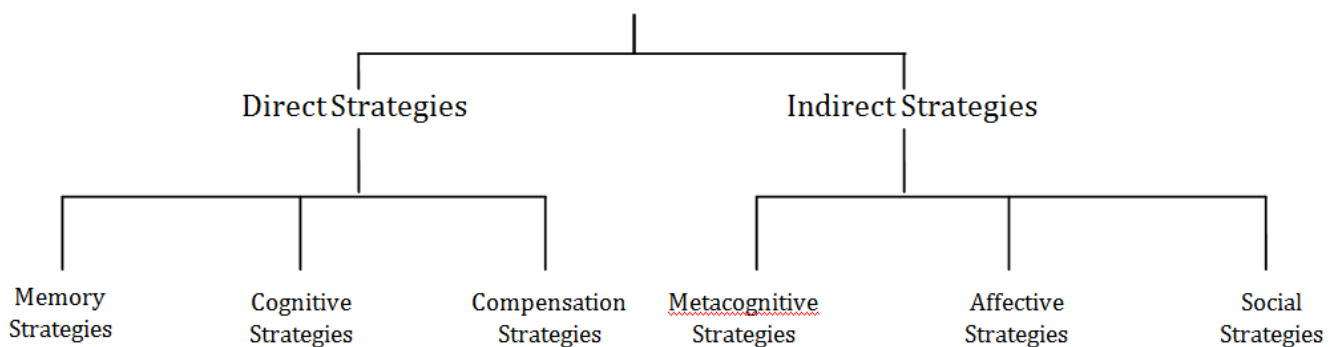 Direct Strategies
Indirect Strategies
Memory
Strategies
Cognitive
Strategies
Compensation
Strategies
Metacognitive
Strategies
Affective
Strategies
Social
Strategies